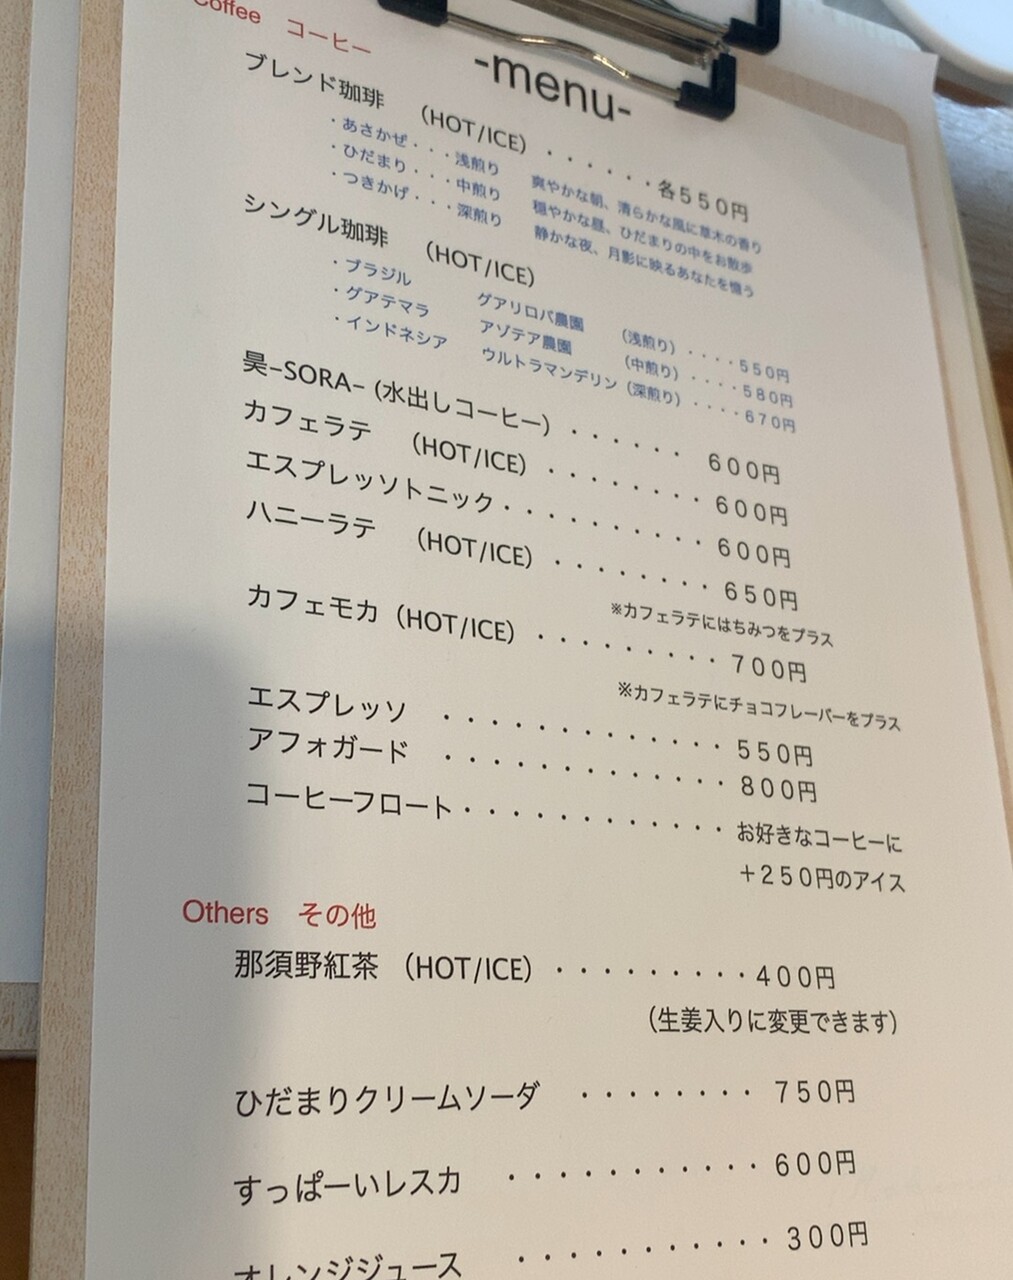 -menu-
Coffee　コーヒー
ブレンド珈琲　（HOT/ICE）・・・・・・各５５０円
・あさかぜ・・・浅煎り　爽やかな朝、清らかな風に草木の香り
・ひだまり・・・中煎り　穏やかな昼、ひだまりの中をお散歩
・つきかげ・・・深煎り　静かな夜、月影に映るあなたを憶う
シングル珈琲　（HOT/ICE）
・ブラジル　グアリロバ農園　（浅煎り）・・・・５５０円
・グアテマラ　アゾテア農園　（中煎り）・・・・５８０円
・インドネシア　ウルトラマンデリン（深煎り）・・・・６７０円
昊−SORA−（水出しコーヒー）・・・・・・６００円
カフェラテ　（HOT/ICE）・・・・・・・・６００円
エスプレッソトニック・・・・・・・・・・６００円
ハニーラテ　（HOT/ICE）・・・・・・・・６５０円
※カフェラテにはちみつをプラス
カフェモカ（HOT/ICE）・・・・・・・・・７００円
※カフェラテにチョコフレーバーをプラス
エスプレッソ　・・・・・・・・・・・・・５５０円
アフォガード　・・・・・・・・・・・・・８００円
コーヒーフロート・・・・・・・・・・・・お好きなコーヒーに
＋２５０円のアイス
Others　その他
那須野紅茶　（HOT/ICE）・・・・・・・・・４００円
（生姜入りに変更できます）
ひだまりクリームソーダ　・・・・・・・・７５０円
すっぱーいレスカ　・・・・・・・・・・・６００円
オレンジジュース　・・・・・・・・・・・３００円